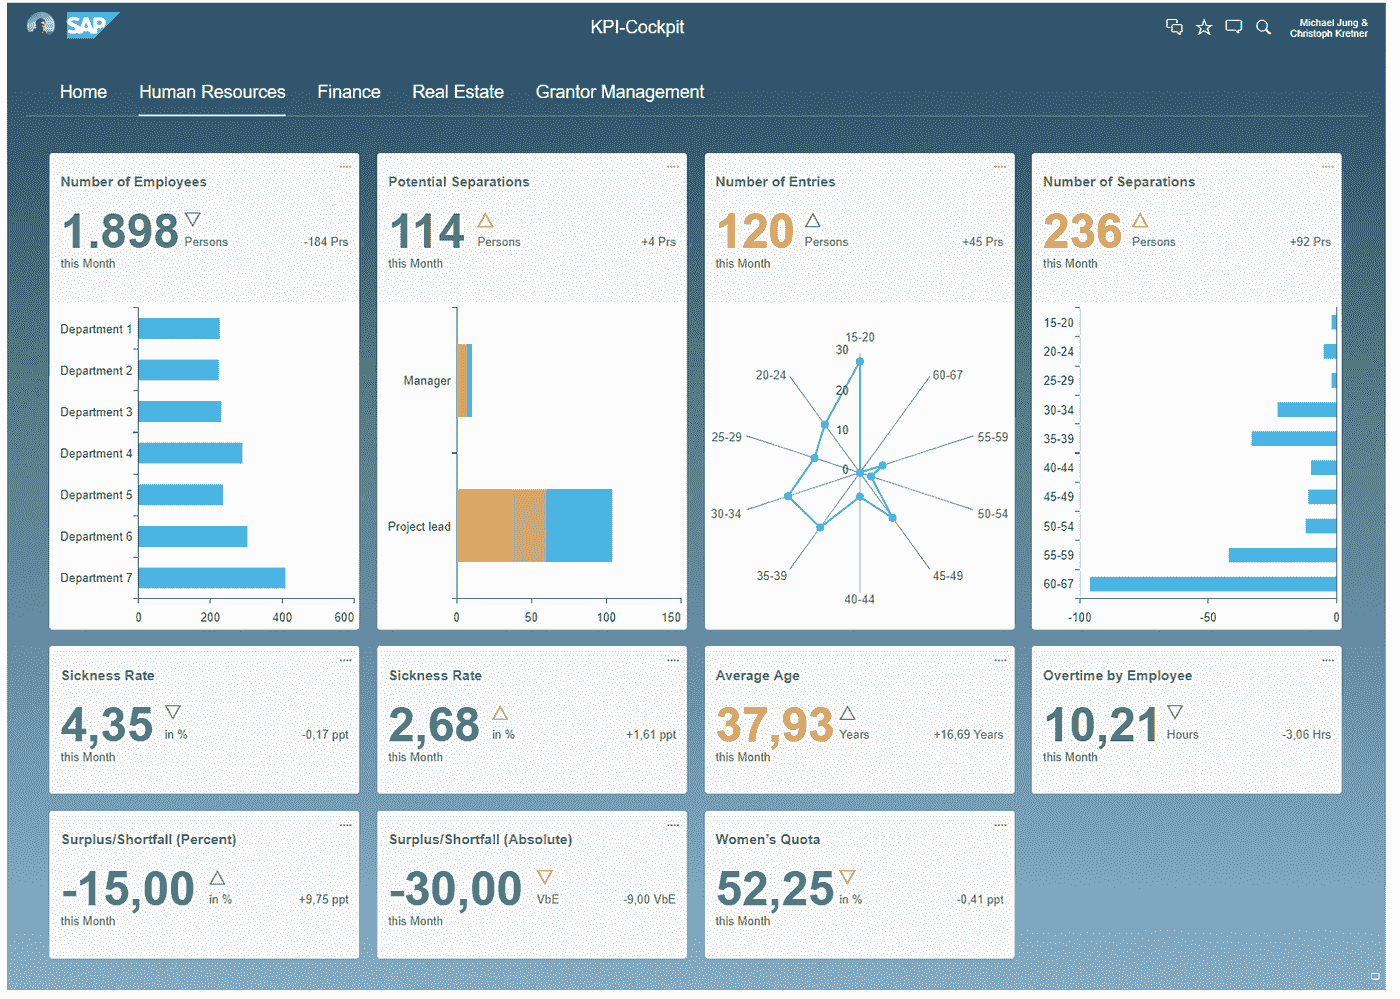 SAP
KPI-Cockpit
Michael Jung &
Christoph Kretner
Home Human Resources Finance Real Estate Grantor Management
Number of Employees
1.898 Persons -184 Prs
this Month
Department 1
Department 2
Department 3
Department 4
Department 5
Department 6
Department 7
0 200 400 600
Potential Separations
114 Persons +4 Prs
this Month
Manager
Project lead
0 50 100 150
Number of Entries
120 Persons +45 Prs
this Month
15-20
30
20-24 60-67
20
10
25-29 55-59
0
30-34 50-54
35-39 45-49
40-44
Number of Separations
236 Persons +92 Prs
this Month
15-20
20-24
25-29
30-34
35-39
40-44
45-49
50-54
55-59
60-67
-100 -50 0
Sickness Rate
4,35 in % -0,17 ppt
this Month
Sickness Rate
2,68 in % +1,61 ppt
this Month
Average Age
37,93 Years +16,69 Years
this Month
Overtime by Employee
10,21 Hours -3,06 Hrs
this Month
Surplus/Shortfall (Percent)
-15,00 in % +9,75 ppt
this Month
Surplus/Shortfall (Absolute)
-30,00 VbE -9,00 VbE
this Month
Women's Quota
52,25 in % -0,41 ppt
this Month